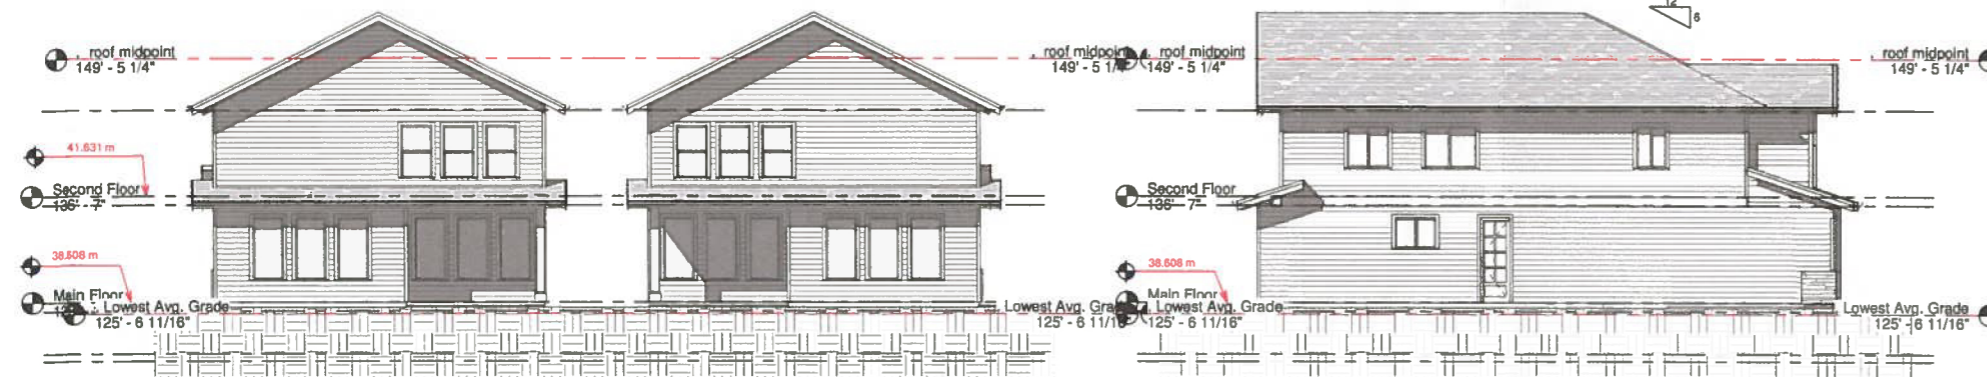 12
6
roof midpoint
149' - 5 1/4"
roof midpoint
149' - 5 1/4"
roof midpoint
149' - 5 1/4"
roof midpoint
149' - 5 1/4"
41.631 m
Second Floor
136' - 7"
Second Floor
136' - 7"
38.608 m
38.608 m
Main Floor
Main Floor
Lowest Avg. Grade
125' - 6 11/16"
Lowest Avg. Grade
125' - 6 11/16"
Lowest Avg. Grade
125' - 6 11/16"
Lowest Avg. Grade
125' - 6 11/16"